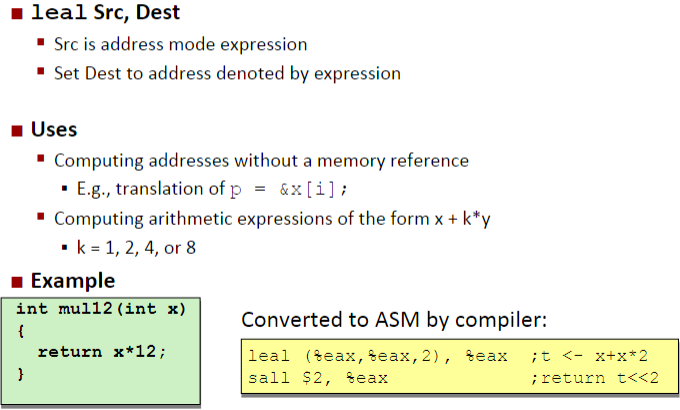 leal Src, Dest
Src is address mode expression
Set Dest to address denoted by expression
Uses
Computing addresses without a memory reference
E.g., translation of p = &x[i];
Computing arithmetic expressions of the form x + k*y
k = 1, 2, 4, or 8
Example
int mul12(int x)
{
return x*12;
}
Converted to ASM by compiler:
leal (%eax,%eax,2), %eax ;t <- x+x*2
sall $2, %eax ;return t<<2